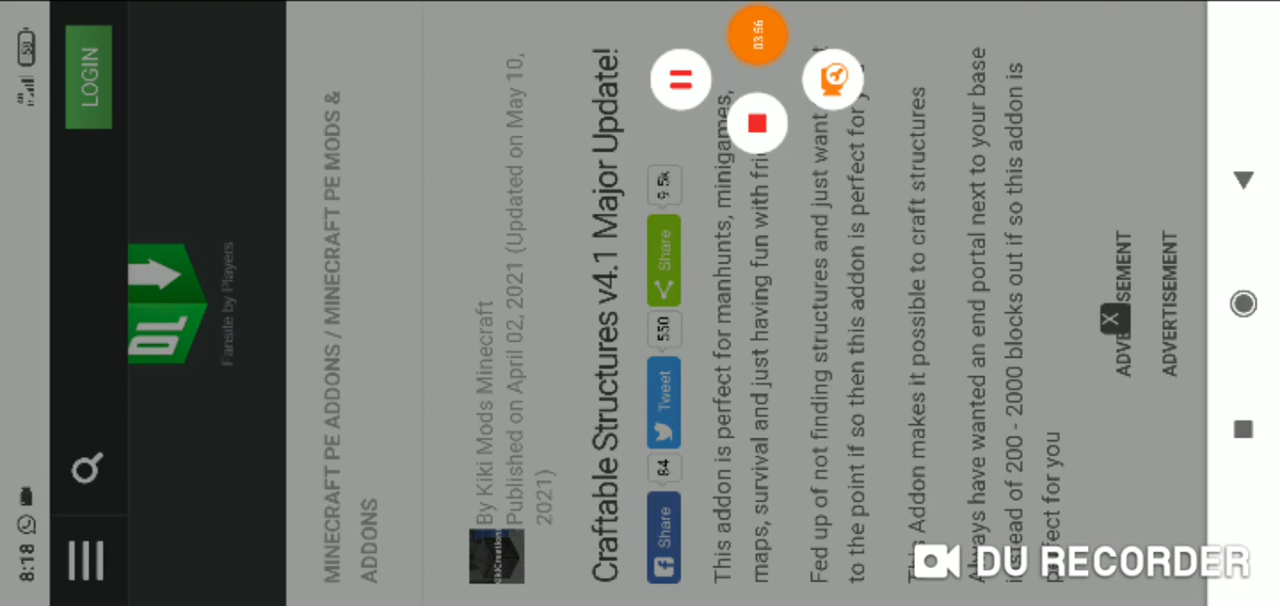 8:18
4G
58
LOGIN
DL
Fansite by Players
MINECRAFT PE ADDONS / MINECRAFT PE MODS &
ADDONS
By Kiki Mods Minecraft
Published on April 02, 2021 (Updated on May 10,
2021)
Craftable Structures v4.1 Major Update!
Share 84 Tweet 550 Share 9.5k
This addon is perfect for manhunts, minigames,
maps, survival and just having fun with
Fed up of not finding structures and just want
to the point if so then this addon is perfect for
This Addon makes it possible to craft structures
Always have wanted an end portal next to your base
instead of 200 - 2000 blocks out if so this addon is
perfect for you
X
ADVERTISEMENT
ADVERTISEMENT
03:56
DU RECORDER